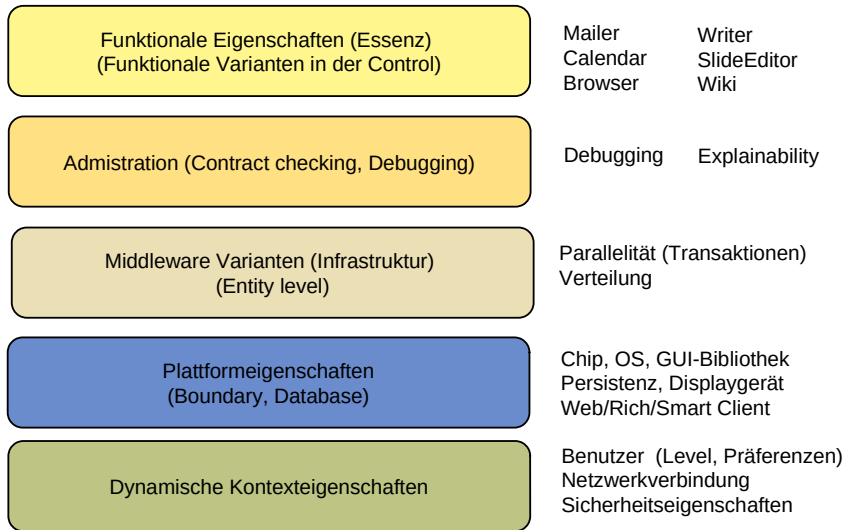 Funktionale Eigenschaften (Essenz)
(Funktionale Varianten in der Control)
Mailer Writer
Calendar SlideEditor
Browser Wiki
Admistration (Contract checking, Debugging)
Debugging Explainability
Middleware Varianten (Infrastruktur)
(Entity level)
Parallelität (Transaktionen)
Verteilung
Plattformeigenschaften
(Boundary, Database)
Chip, OS, GUI-Bibliothek
Persistenz, Displaygerät
Web/Rich/Smart Client
Dynamische Kontexteigenschaften
Benutzer (Level, Präferenzen)
Netzwerkverbindung
Sicherheitseigenschaften